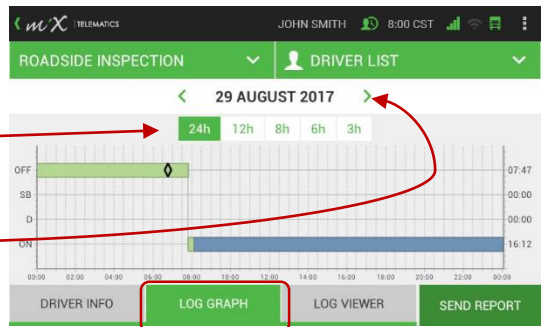 m·X TELEMATICS JOHN SMITH 8:00 CST
ROADSIDE INSPECTION DRIVER LIST
< 29 AUGUST 2017 >
24h 12h 8h 6h 3h
OFF 07:47
SB 00:00
D 00:00
ON 16:12
00:00 02:00 04:00 06:00 08:00 10:00 12:00 14:00 16:00 18:00 20:00 22:00 00:00
DRIVER INFO LOG GRAPH LOG VIEWER SEND REPORT